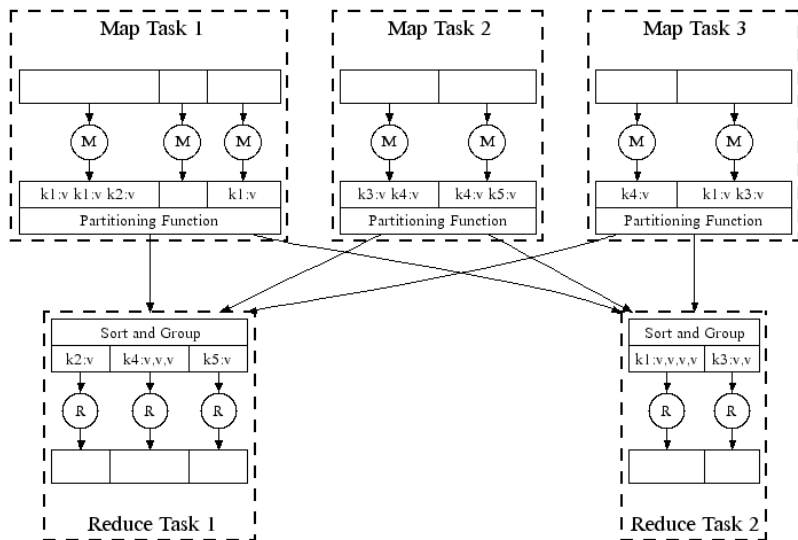 Map Task 1 Map Task 2 Map Task 3
M M M M M M M
k1:v k1:v k2:v k1:v k3:v k4:v k4:v k5:v k4:v k1:v k3:v
Partitioning Function Partitioning Function Partitioning Function
Sort and Group Sort and Group
k2:v k4:v,v,v k5:v k1:v,v,v,v k3:v,v
R R R R R
Reduce Task 1 Reduce Task 2